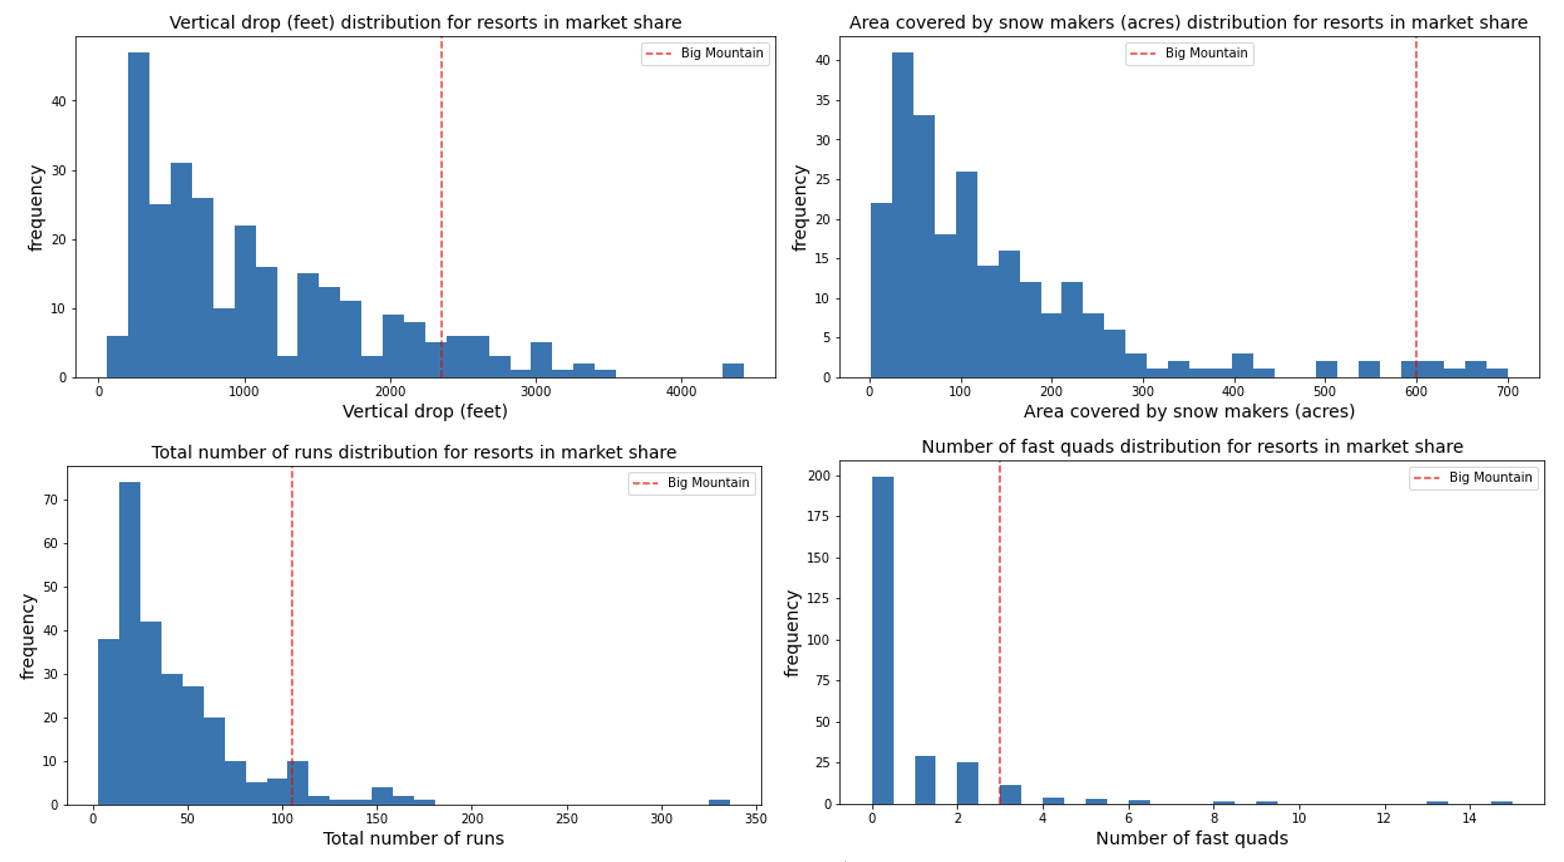 Vertical drop (feet) distribution for resorts in market share
Big Mountain
frequency
40
30
20
10
0
0 1000 2000 3000 4000
Vertical drop (feet)
Area covered by snow makers (acres) distribution for resorts in market share
Big Mountain
frequency
40
35
30
25
20
15
10
5
0
0 100 200 300 400 500 600 700
Area covered by snow makers (acres)
Total number of runs distribution for resorts in market share
Big Mountain
frequency
70
60
50
40
30
20
10
0
0 50 100 150 200 250 300 350
Total number of runs
Number of fast quads distribution for resorts in market share
Big Mountain
frequency
200
175
150
125
100
75
50
25
0
0 2 4 6 8 10 12 14
Number of fast quads